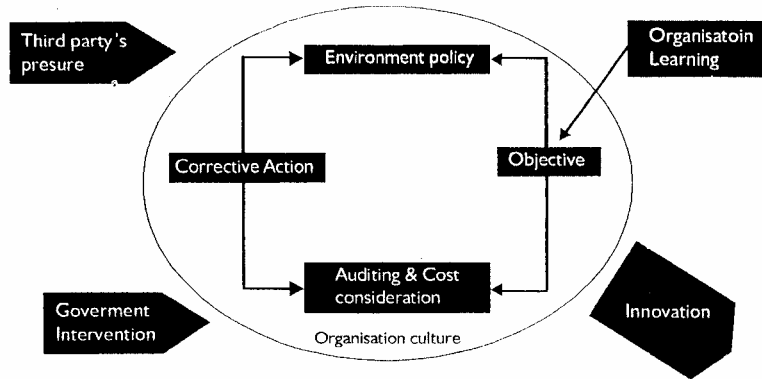 Third party's
presure
Environment policy
Organisatoin
Learning
Corrective Action
Objective
Auditing & Cost
consideration
Goverment
Intervention
Innovation
Organisation culture